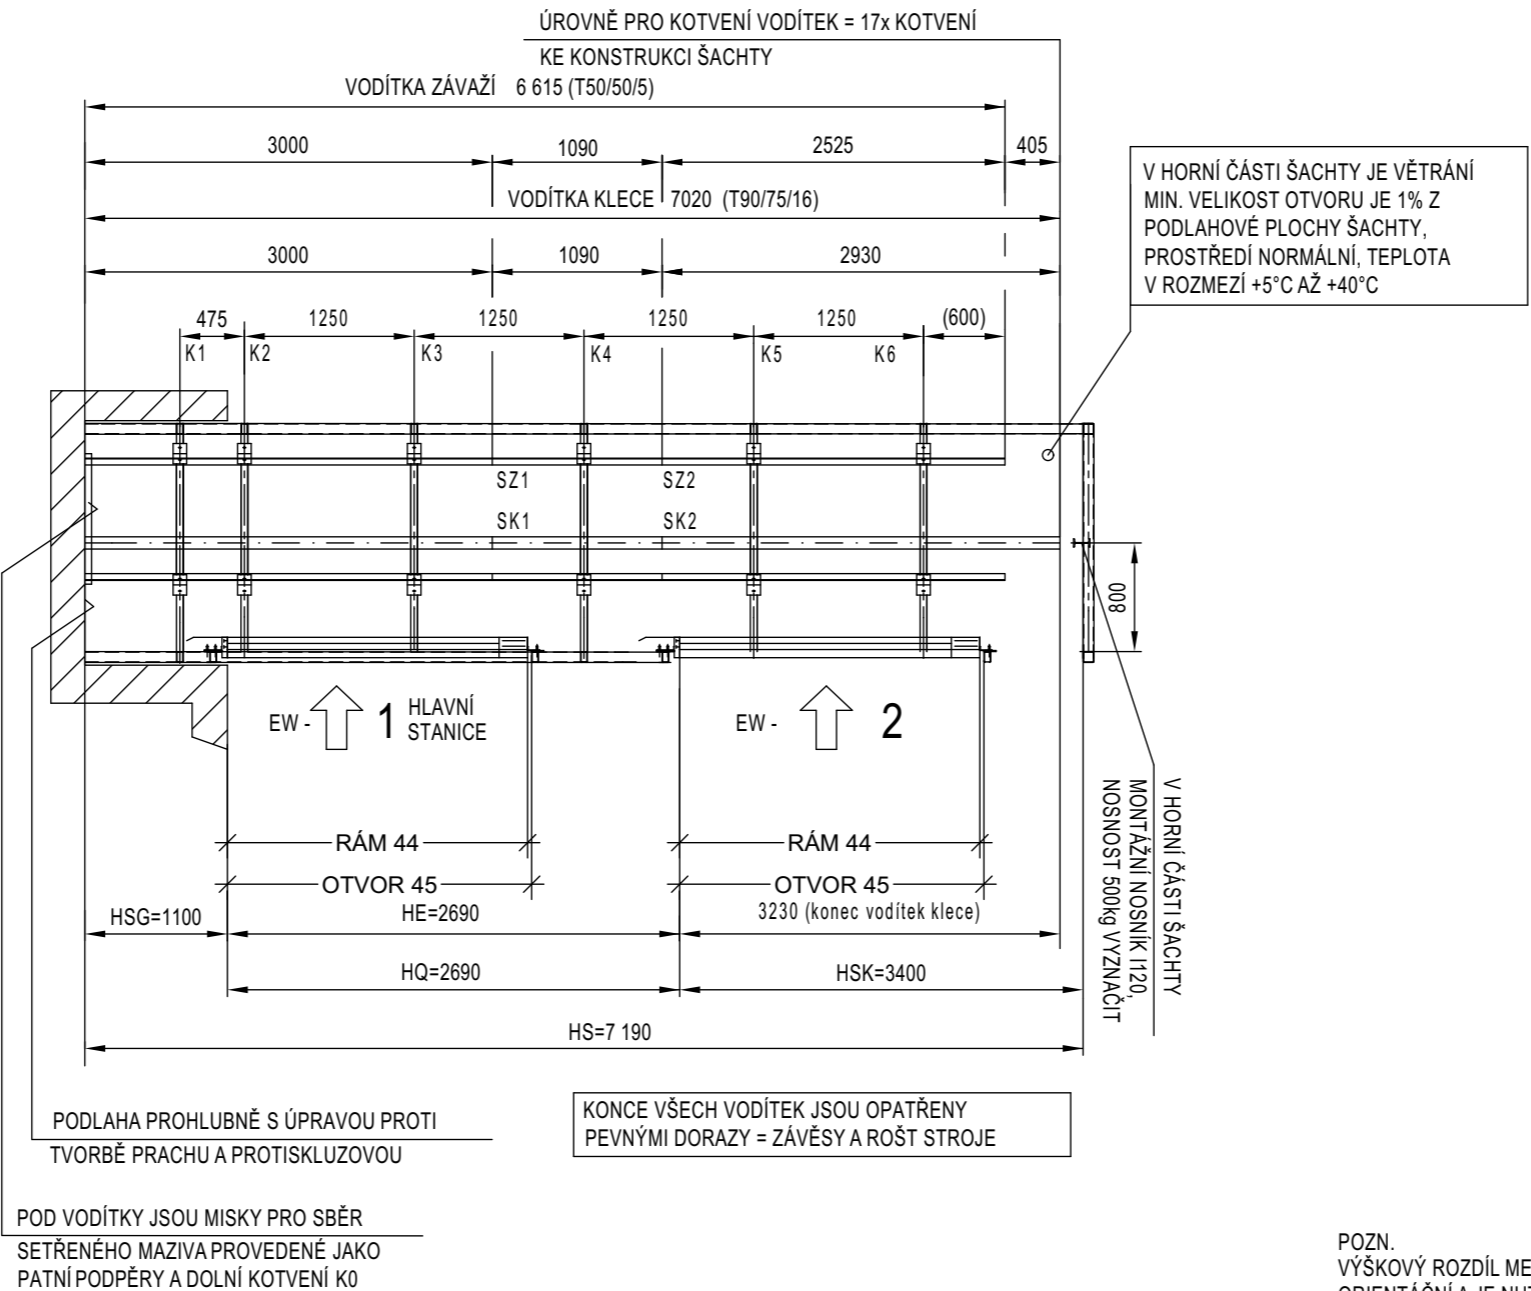 ÚROVNĚ PRO KOTVENÍ VODÍTEK = 17x KOTVENÍ
KE KONSTRUKCI ŠACHTY
VODÍTKA ZÁVAŽÍ 6 615 (T50/50/5)
3000 1090 2525 405
VODÍTKA KLECE 7020 (T90/75/16)
3000 1090 2930
475 1250 1250 1250 1250 (600)
K1 K2 K3 K4 K5 K6
V HORNÍ ČÁSTI ŠACHTY JE VĚTRÁNÍ
MIN. VELIKOST OTVORU JE 1% Z
PODLAHOVÉ PLOCHY ŠACHTY,
PROSTŘEDÍ NORMÁLNÍ, TEPLOTA
V ROZMEZÍ +5°C AŽ +40°C
SZ1 SZ2
SK1 SK2
808
EW - 1 HLAVNÍ
STANICE
EW - 2
V HORNÍ ČÁSTI ŠACHTY
MONTÁŽNÍ NOSNÍK I120,
NOSNOST 500kg VYZNAČIT
RÁM 44 RÁM 44
OTVOR 45 OTVOR 45
HSG=1100 HE=2690 3230 (konec vodítek klece)
HQ=2690 HSK=3400
HS=7 190
PODLAHA PROHLUBNĚ S ÚPRAVOU PROTI
TVORBĚ PRACHU A PROTISKLUZOVOU
KONCE VŠECH VODÍTEK JSOU OPATŘENY
PEVNÝMI DORAZY = ZÁVĚSY A ROŠT STROJE
POD VODÍTKY JSOU MISKY PRO SBĚR
SETŘENÉHO MAZIVA PROVEDENÉ JAKO
PATNÍ PODPĚRY A DOLNÍ KOTVENÍ K0
POZN.
VÝŠKOVÝ ROZDÍL ME